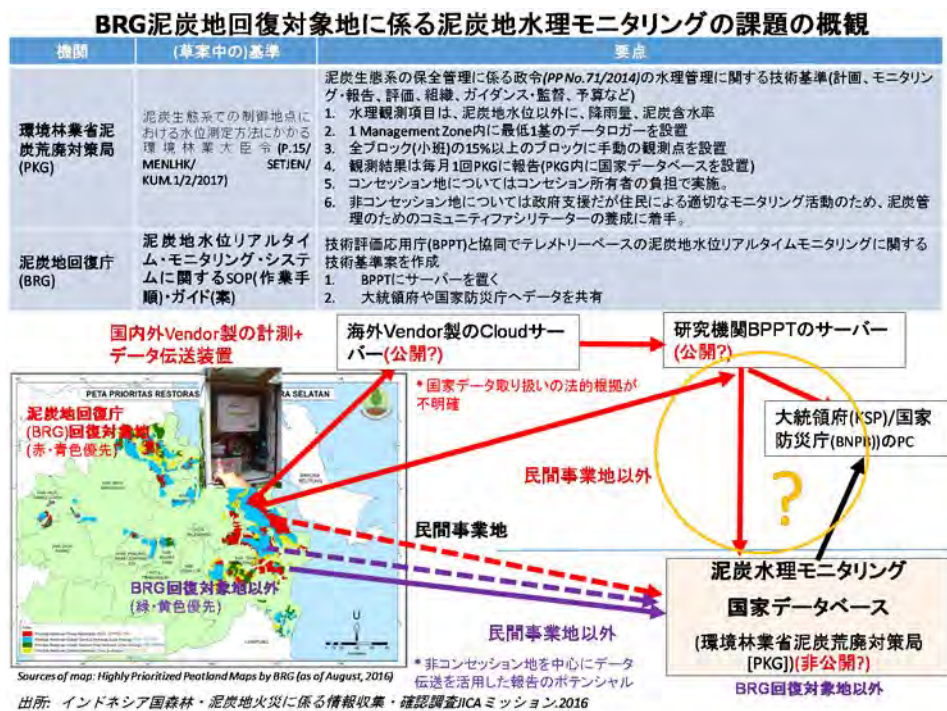 BRG泥炭地回復対象地に係る泥炭地水理モニタリングの課題の概観
機関
(草案中の)基準
要点
環境林業省泥
炭荒廃対策局
(PKG)
泥炭生態系での制御地点に
おける水位測定方法にかかる
環境林業大臣令(P.15/
MENLHK/ SETJEN/
KUM.1/2/2017)
泥炭生態系の保全管理に係る政令(PP No.71/2014)の水理管理に関する技術基準(計画、モニタリン
グ・報告、評価、組織、ガイダンス・監督、予算など)
1. 水理観測項目は、泥炭地水位以外に、降雨量、泥炭含水率
2. 1 Management Zone内に最低1基のデータロガーを設置
3. 全ブロック(小班)の15%以上のブロックに手動の観測点を設置
4. 観測結果は毎月1回PKGに報告(PKG内に国家データベースを設置)
5. コンセッション地についてはコンセション所有者の負担で実施。
6. 非コンセッション地については政府支援だが住民による適切なモニタリング活動のため、泥炭管
理のためのコミュニティファシリテーターの養成に着手。
泥炭地回復庁
(BRG)
泥炭地水位リアルタイ
ム・モニタリング・システ
ムに関するSOP(作業手
順)・ガイド(案)
技術評価応用庁(BPPT)と協同でテレメトリーベースの泥炭地水位リアルタイムモニタリングに関する
技術基準案を作成
1. BPPTにサーバーを置く
2. 大統領府や国家防災庁へデータを共有
国内外Vendor製の計測+
データ伝送装置
海外Vendor製のCloudサー
バー(公開?)
研究機関BPPTのサーバー
(公開?)
* 国家データ取り扱いの法的根拠が
不明確
PETA PRIORITAS RESTORAS
RA SELATAN
泥炭地回復庁
(BRG)回復対象地
(赤・青色優先)
大統領府(KSP)/国家
防災庁(BNPB))のPC
民間事業地以外
?
民間事業地
BRG回復対象地以外
(緑・黄色優先)
民間事業地以外
* 非コンセッション地を中心にデータ
伝送を活用した報告のポテンシャル
泥炭水理モニタリング
国家データベース
(環境林業省泥炭荒廃対策局
[PKG])(非公開?)
BRG回復対象地以外
Sources of map: Highly Prioritized Peatland Maps by BRG (as of August, 2016)
出所: インドネシア国森林・泥炭地火災に係る情報収集・確認調査JICAミッション.2016